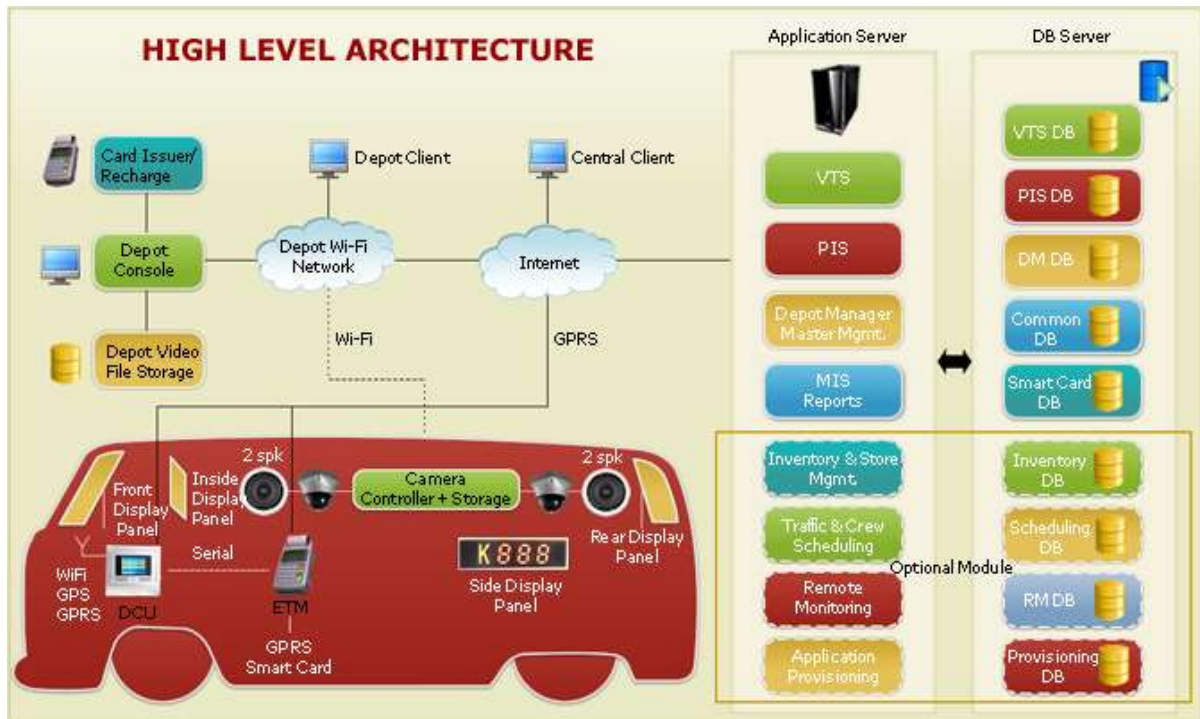 HIGH LEVEL ARCHITECTURE
Application Server
DB Server
Card Issuer/
Recharge
Depot Client
Central Client
Depot
Console
Depot Wi-Fi
Network
Internet
Depot Video
File Storage
Wi-Fi
GPRS
VTS
PIS
Depot Manager
Master Mgmt.
MIS
Reports
VTS DB
PIS DB
DM DB
Common
DB
Smart Card
DB
Inventory & Store
Mgmt.
Traffic & Crew
Scheduling
Optional Module
Remote
Monitoring
Application
Provisioning
Inventory
DB
Scheduling
DB
RM DB
Provisioning
DB
2 spk
2 spk
Front
Display
Panel
Inside
Display
Panel
Camera
Controller + Storage
Rear Display
Panel
Serial
K888
Side Display
Panel
WiFi
GPS
GPRS
DCU
ETM
GPRS
Smart Card